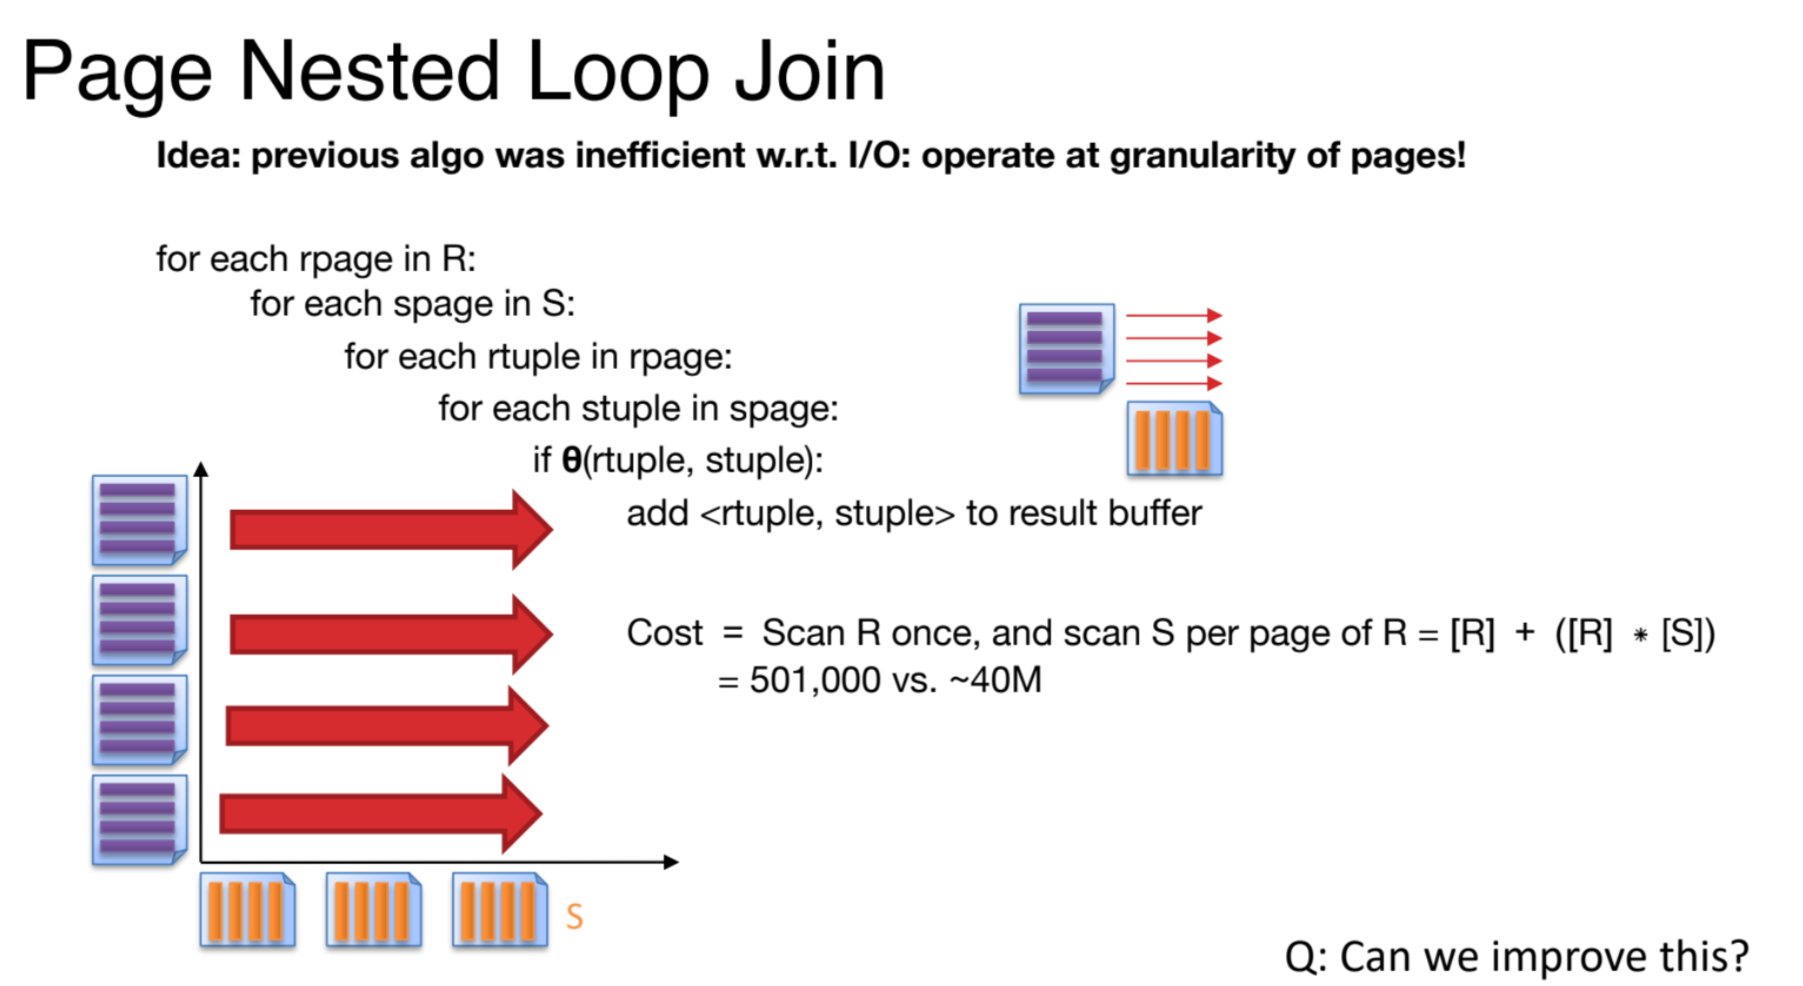 Page Nested Loop Join
Idea: previous algo was inefficient w.r.t. I/O: operate at granularity of pages!
for each rpage in R:
for each spage in S:
for each rtuple in rpage:
for each stuple in spage:
if θ(rtuple, stuple):
add <rtuple, stuple> to result buffer
Cost = Scan R once, and scan S per page of R = [R] + ([R] * [S])
= 501,000 vs. ~40M
S
Q: Can we improve this?